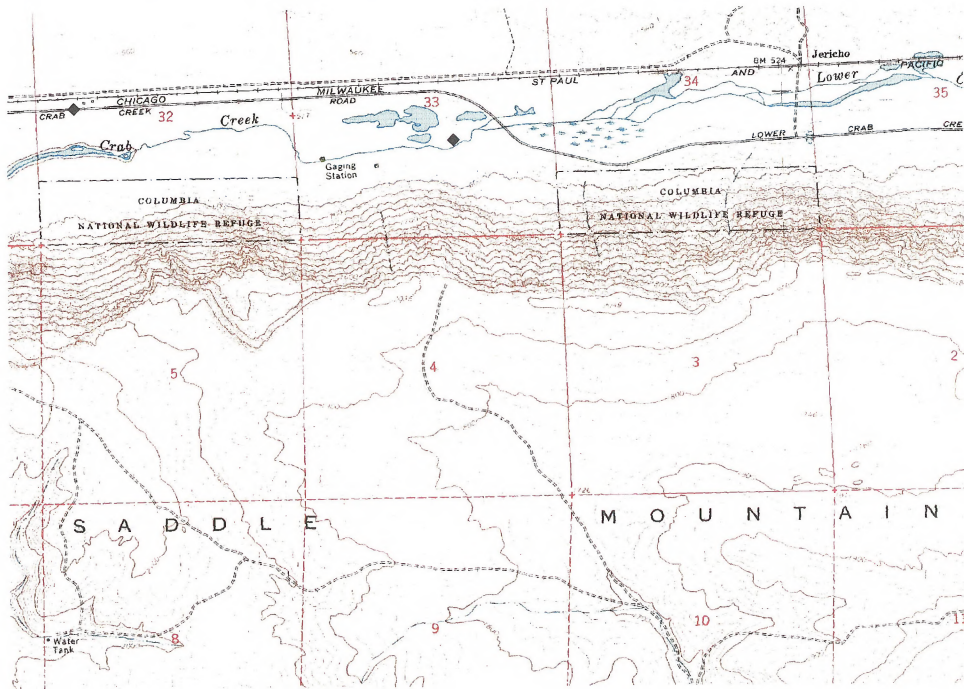 Jericho
BM 524
PACIFIC
AND
Lower
34
35
ST PAUL
MILWAUKEE
ROAD
CHICAGO
CRAB
CREEK
32
33
Creek
Crab
LOWER
CRAB
Gaging
Station
COLUMBIA
NATIONAL WILDLIFE REFUGE
COLUMBIA
NATIONAL WILDLIFE REFUGE
5
4
3
2
SADDLE MOUNTAIN
Water
Tank
8
9
10